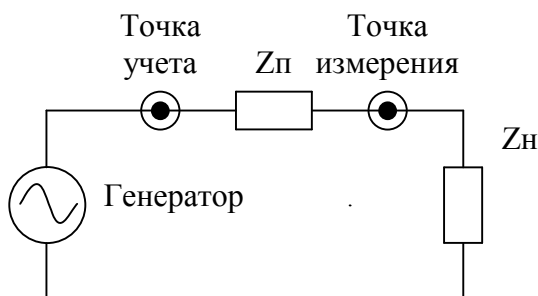 Точка
учета
Zп
Точка
измерения
Zн
Генератор